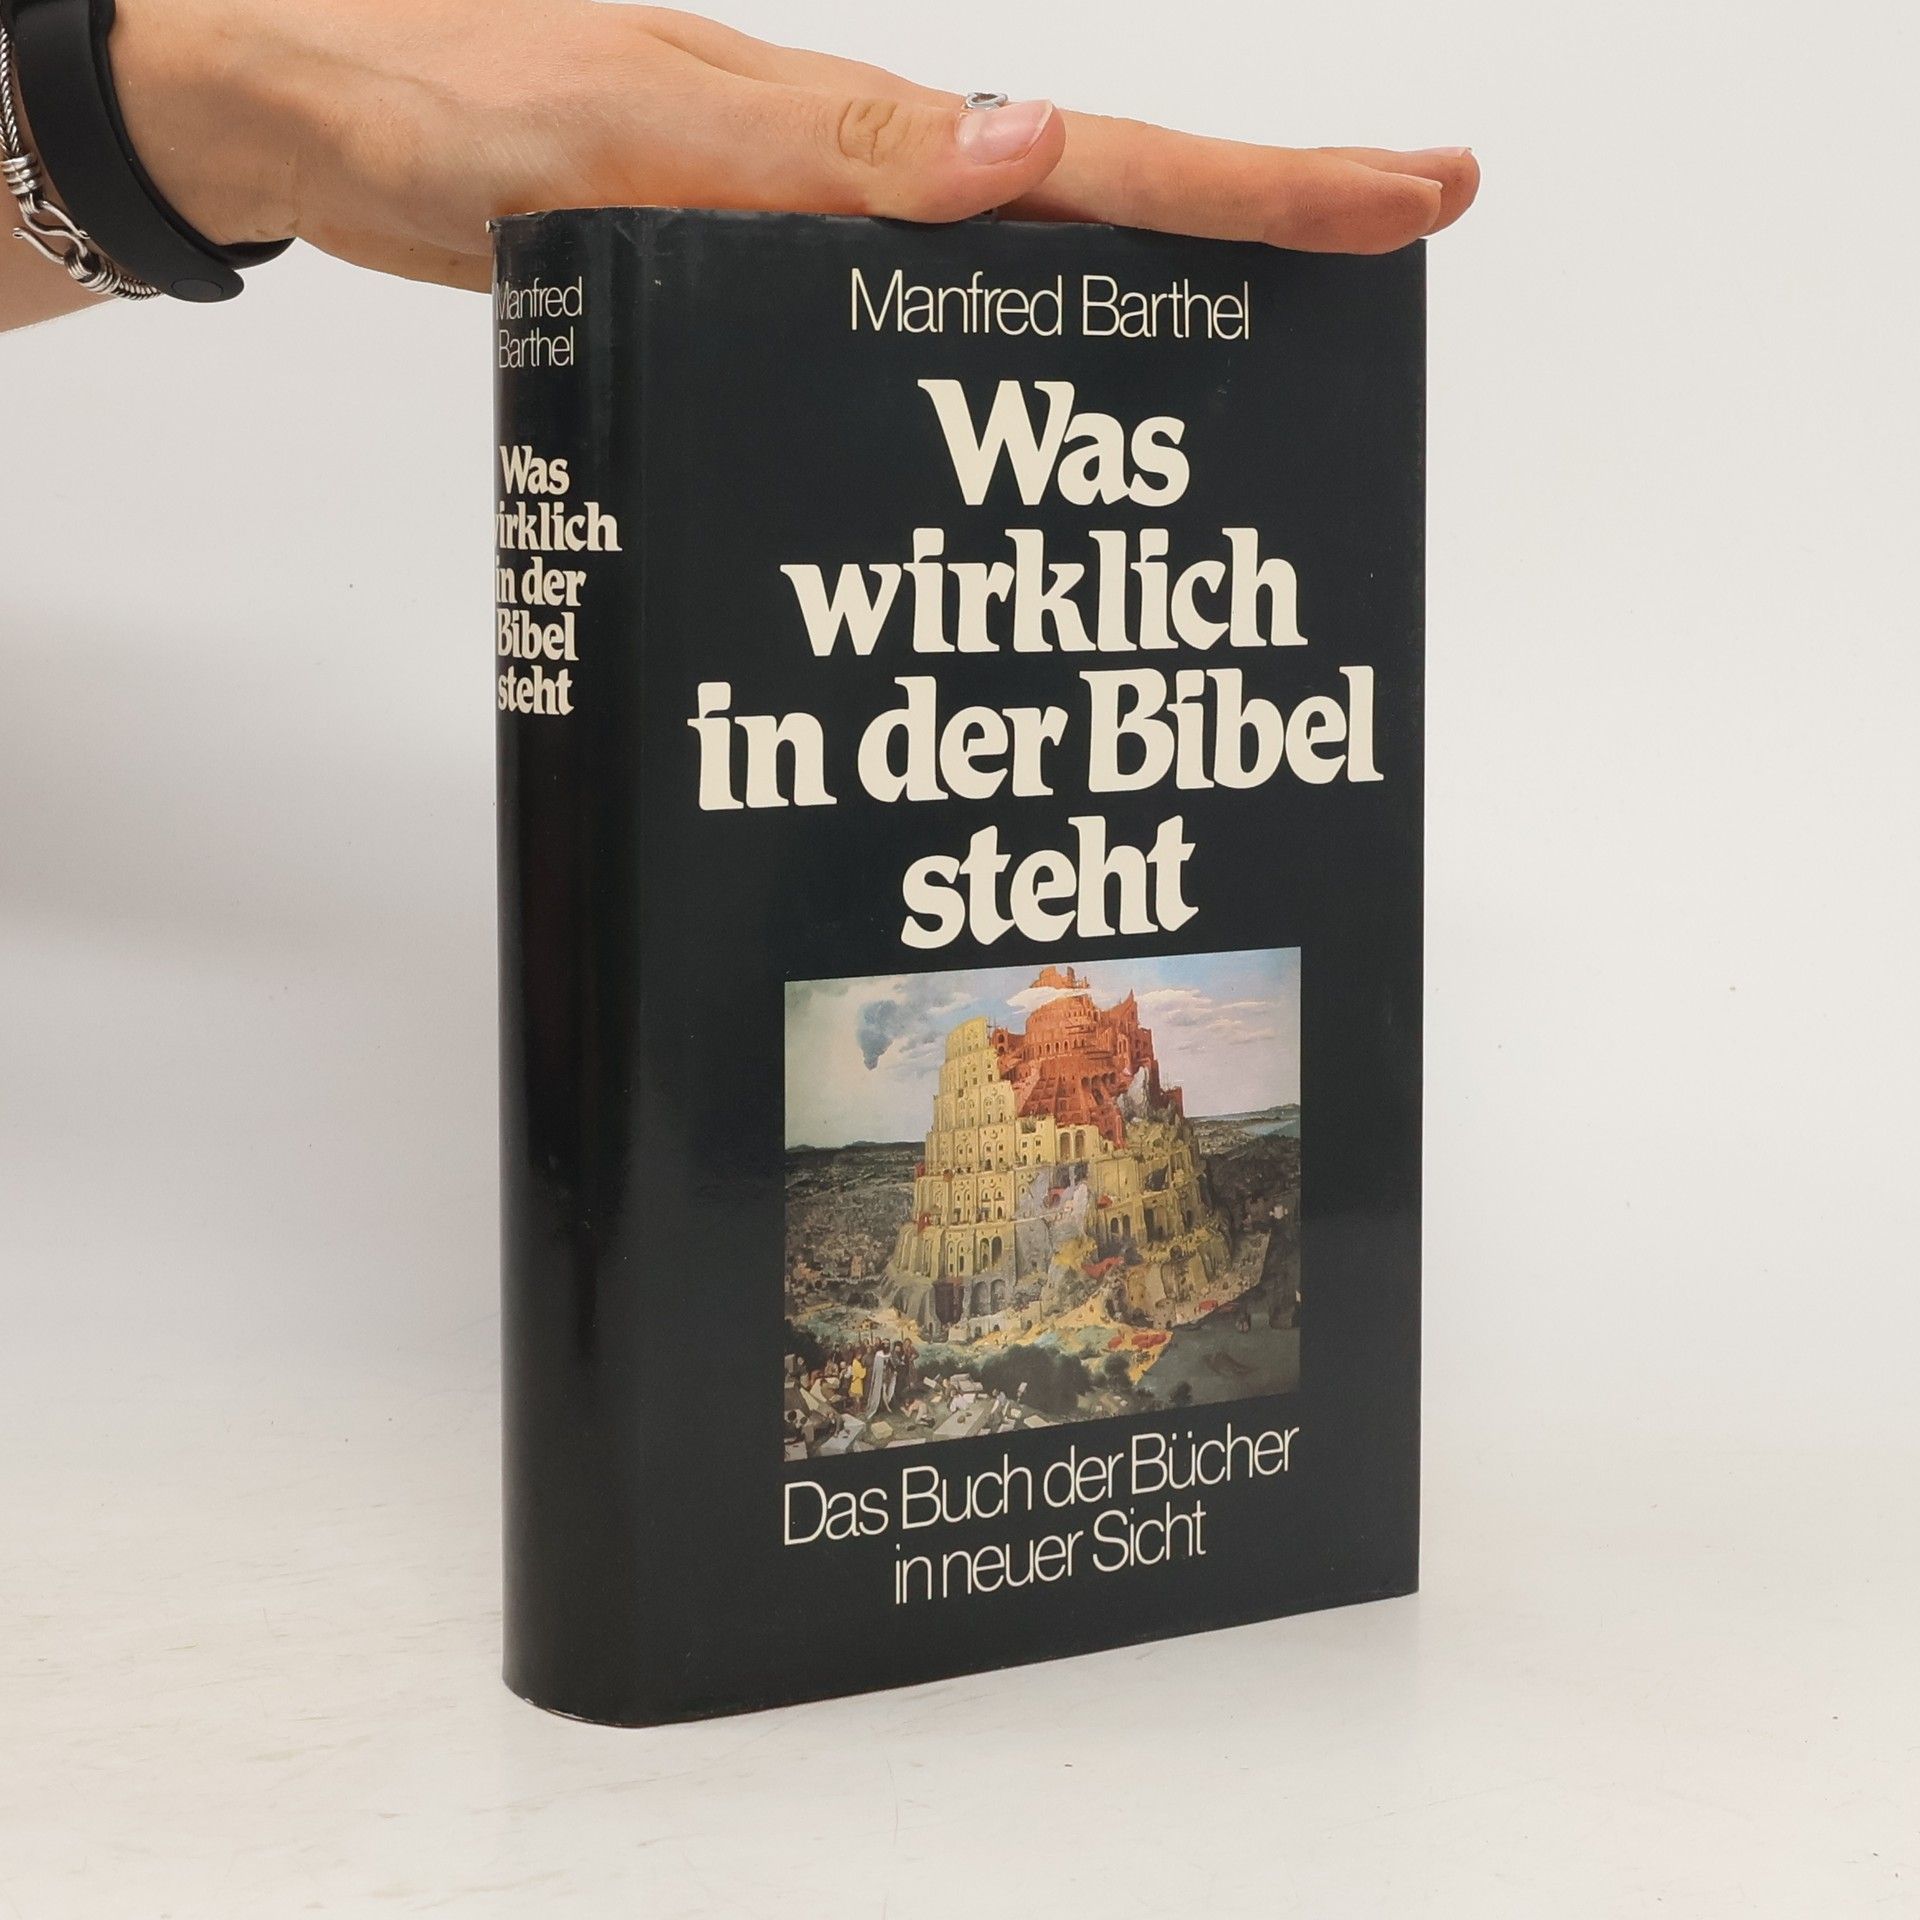 Manfred
Barthel
Was
wirklich
in der
Bibel
steht
Manfred Barthel
Was
wirklich
in der Bibel
steht
Das Buch der Bücher
in neuer Sicht